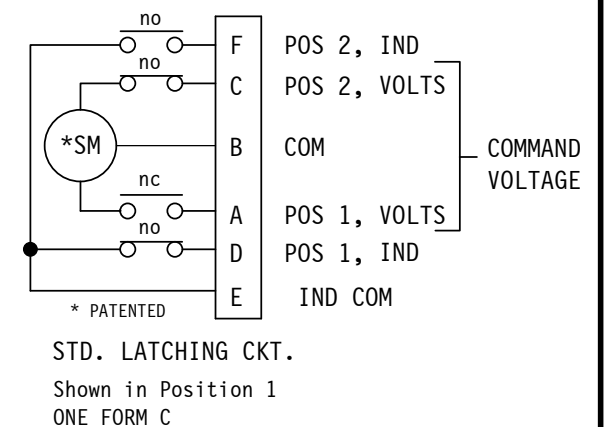 no
F POS 2, IND
no
C POS 2, VOLTS
*SM B COM COMMAND
VOLTAGE
nc
A POS 1, VOLTS
no
D POS 1, IND
E IND COM
* PATENTED
STD. LATCHING CKT.
Shown in Position 1
ONE FORM C